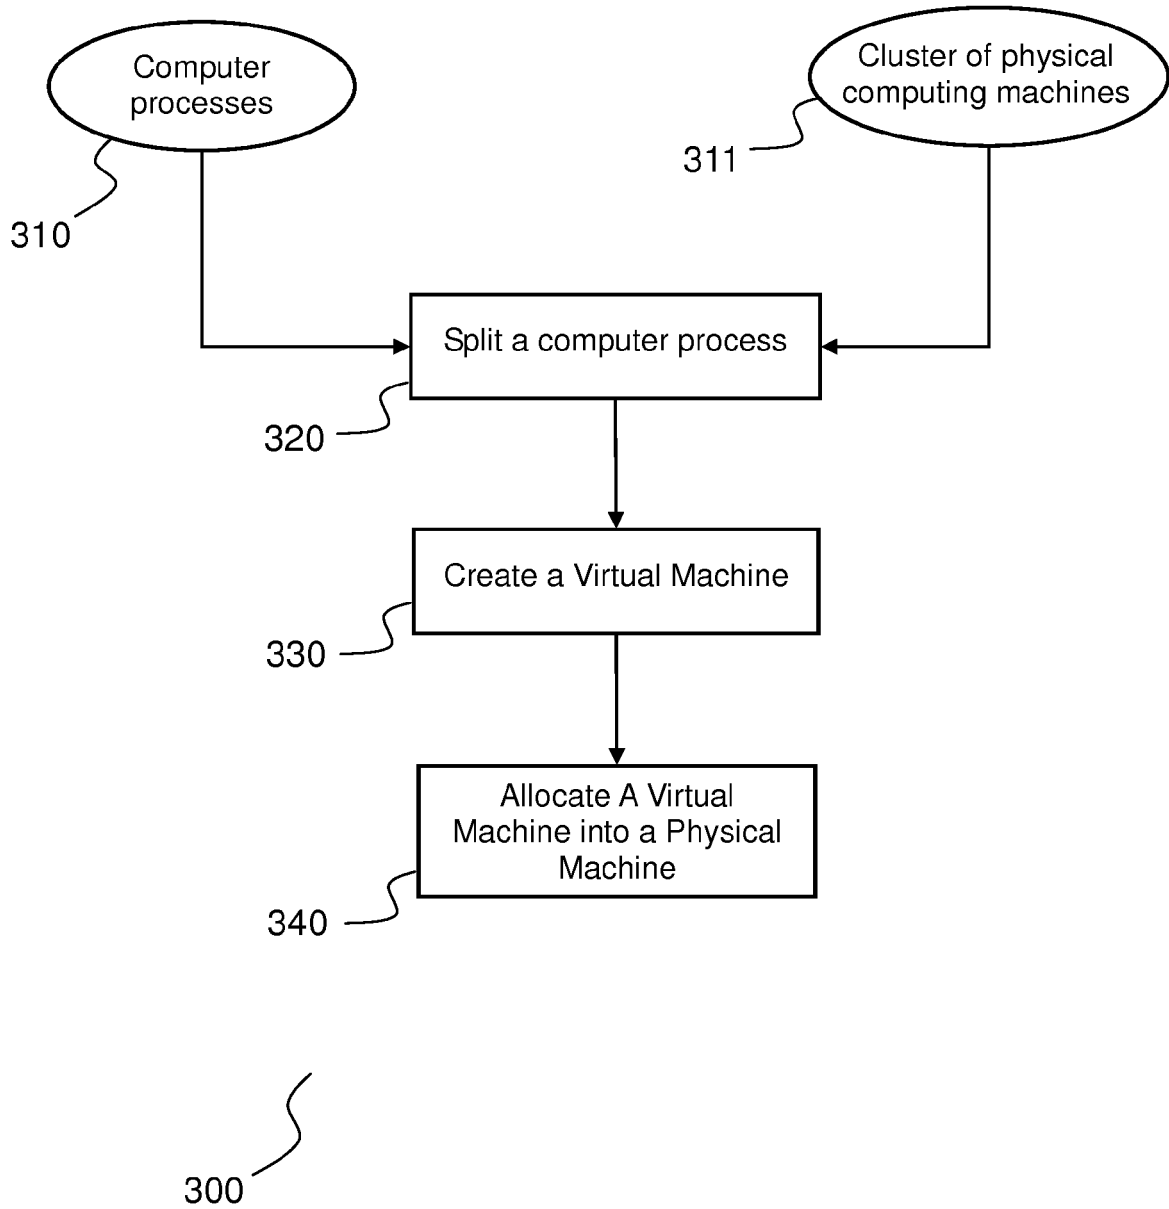 Computer
processes
Cluster of physical
computing machines
311
310
Split a computer process
320
Create a Virtual Machine
330
Allocate A Virtual
Machine into a Physical
Machine
340
300